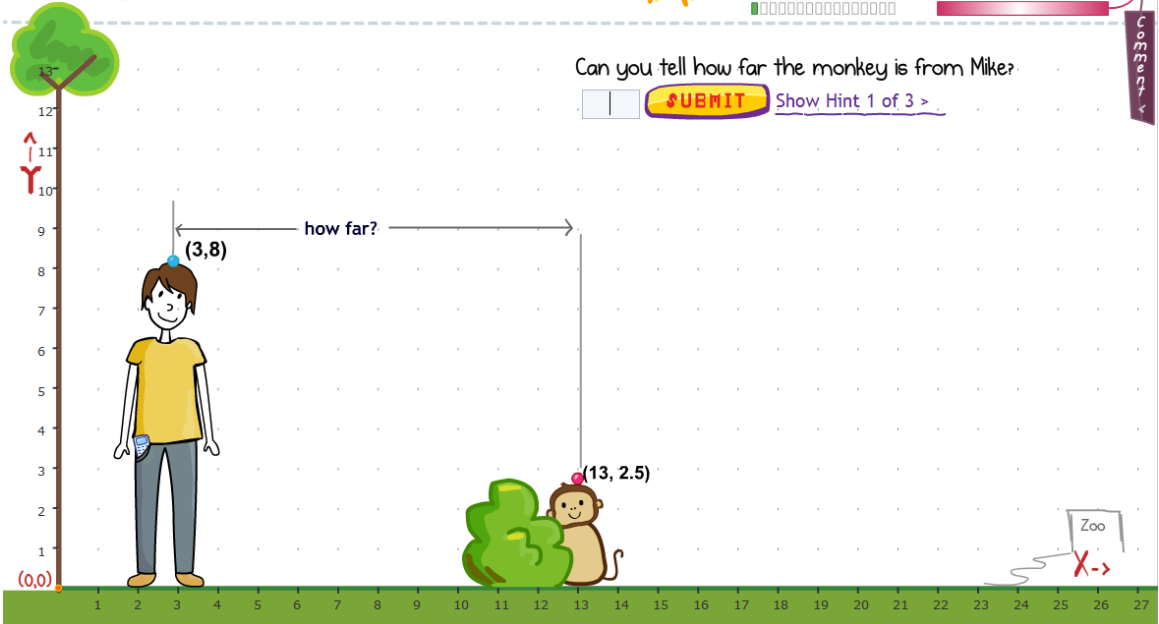 Can you tell how far the monkey is from Mike?
SUBMIT
Show Hint 1 of 3 >
Comment <
13
12
11
10
9
8
7
6
5
4
3
2
1
Y ->
how far?
(3,8)
(13, 2.5)
Zoo
X ->
(0,0)
1 2 3 4 5 6 7 8 9 10 11 12 13 14 15 16 17 18 19 20 21 22 23 24 25 26 27